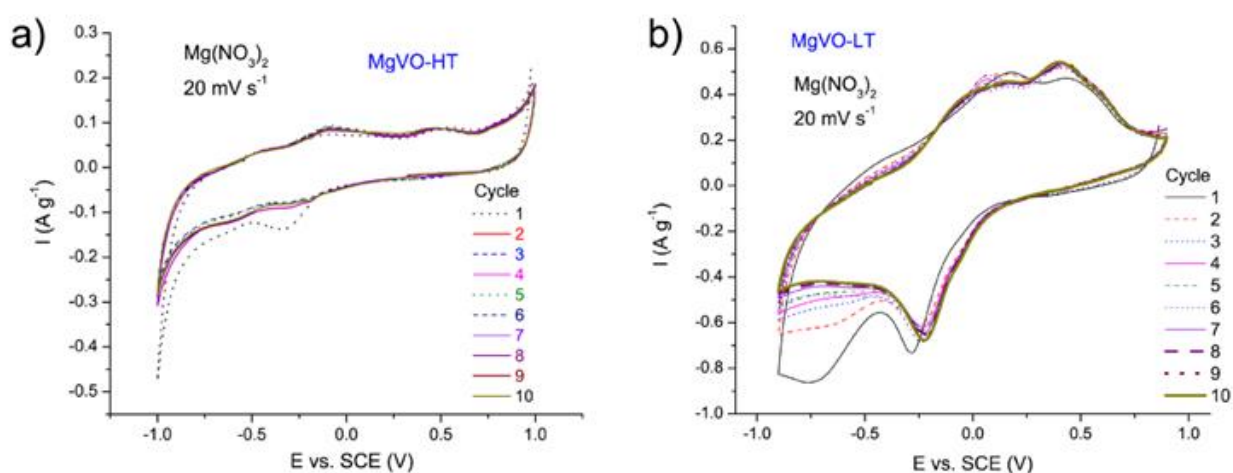 a)
Mg(NO₃)₂
20 mV s⁻¹
MgVO-HT
I (A g⁻¹)
0.3
0.2
0.1
0.0
-0.1
-0.2
-0.3
-0.4
-0.5
Cycle
1
2
3
4
5
6
7
8
9
10
-1.0 -0.5 0.0 0.5 1.0
E vs. SCE (V)
b)
MgVO-LT
Mg(NO₃)₂
20 mV s⁻¹
I (A g⁻¹)
0.6
0.4
0.2
0.0
-0.2
-0.4
-0.6
-0.8
-1.0
Cycle
1
2
3
4
5
6
7
8
9
10
-1.0 -0.5 0.0 0.5 1.0
E vs. SCE (V)